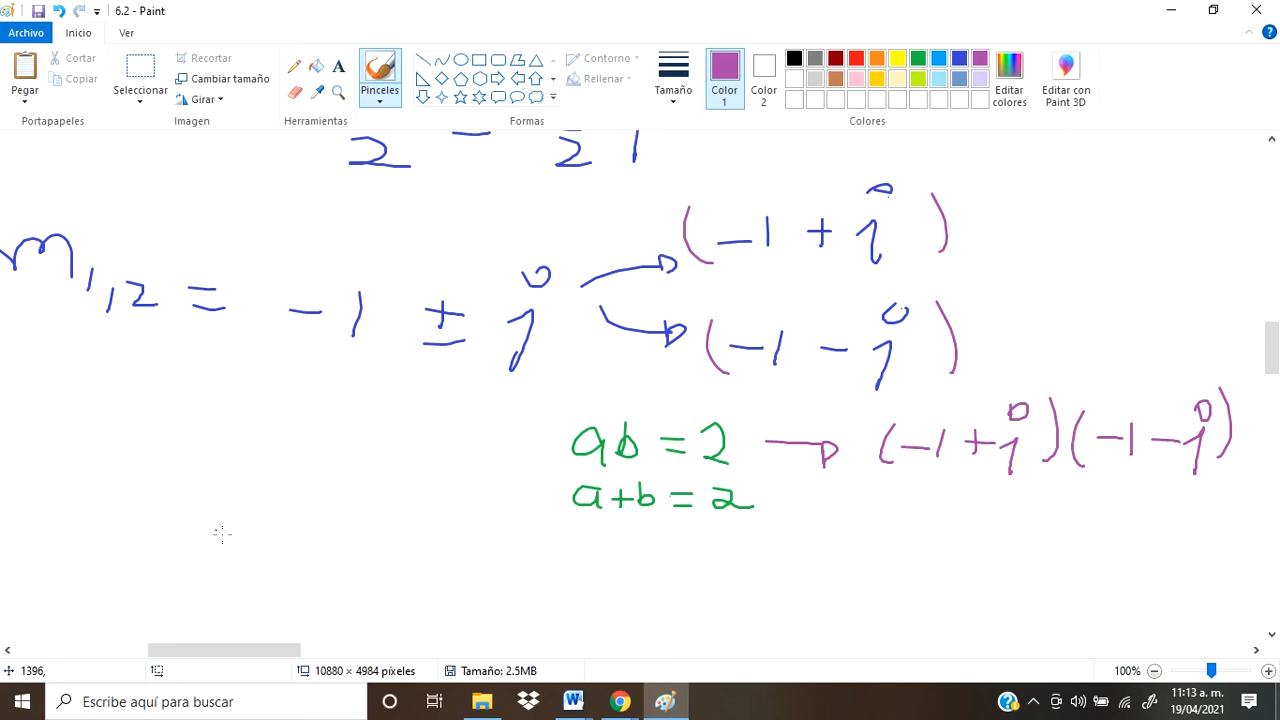 6.2 - Paint
Archivo Inicio Ver
Pegar
Cortar
Copiar
Portapapeles
Seleccionar
Recortar
Cambiar tamaño
Girar
Imagen
A
Herramientas
Pinceles
Contorno
Rellenar
Formas
Tamaño
Color 1
Color 2
Editar colores
Editar con Paint 3D
Colores
2 = 2 1
m1,2 = -1 ± i
(-1 + i)
(-1 - i)
ab = 2 → (-1 + i)(-1 - i)
a+b = 2
1396,
10880 × 4984 píxeles
Tamaño: 2.5MB
100%
Escribe aquí para buscar
11:13 a. m.
19/04/2021